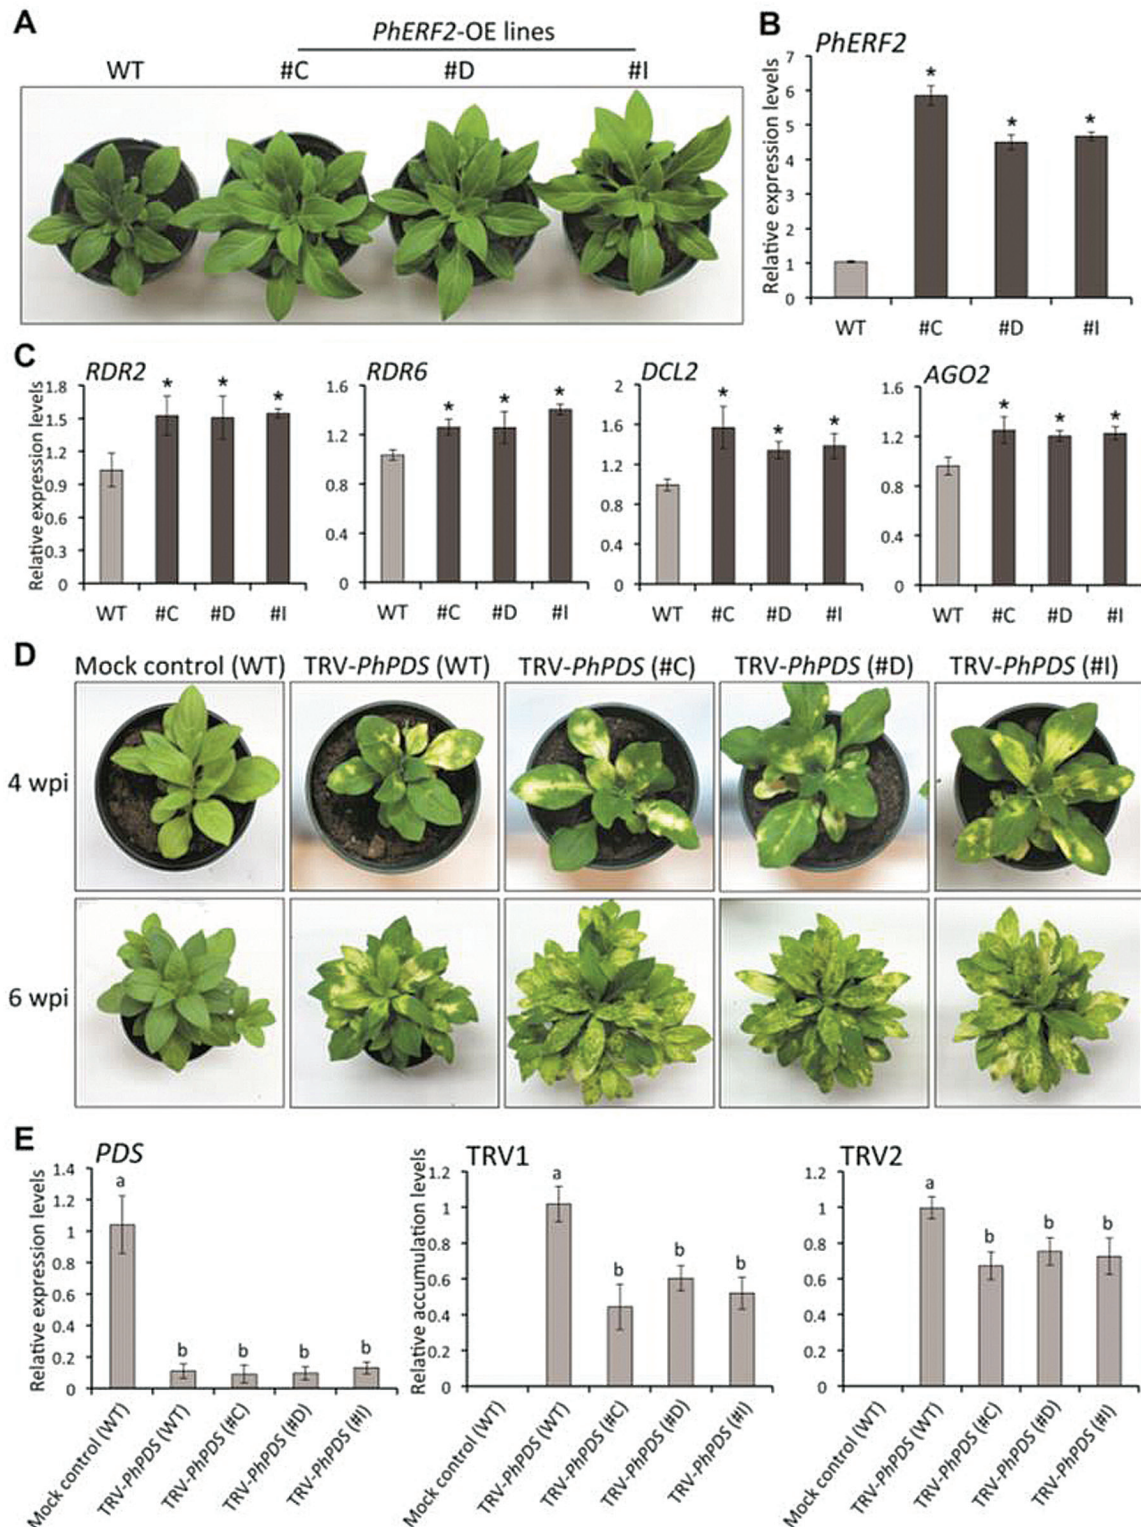 A
PhERF2-OE lines
WT #C #D #I
B
PhERF2
Relative expression levels
7
6
5
4
3
2
1
0
WT #C #D #I
* * *
C
RDR2
Relative expression levels
1.8
1.5
1.2
0.9
0.6
0.3
0
* * *
WT #C #D #I
RDR6
1.6
1.2
0.8
0.4
0
* * *
WT #C #D #I
DCL2
2
1.6
1.2
0.8
0.4
0
* * *
WT #C #D #I
AGO2
1.6
1.2
0.8
0.4
0
* * *
WT #C #D #I
D
Mock control (WT) TRV-PhPDS (WT) TRV-PhPDS (#C) TRV-PhPDS (#D) TRV-PhPDS (#I)
4 wpi
6 wpi
E
PDS
Relative expression levels
1.4
1.2
1
0.8
0.6
0.4
0.2
0
a b b b b
Mock control (WT)
TRV-PhPDS (WT)
TRV-PhPDS (#C)
TRV-PhPDS (#D)
TRV-PhPDS (#I)
TRV1
Relative accumulation levels
1.2
1
0.8
0.6
0.4
0.2
0
a b b b
Mock control (WT)
TRV-PhPDS (WT)
TRV-PhPDS (#C)
TRV-PhPDS (#D)
TRV-PhPDS (#I)
TRV2
1.2
1
0.8
0.6
0.4
0.2
0
a b b b
Mock control (WT)
TRV-PhPDS (WT)
TRV-PhPDS (#C)
TRV-PhPDS (#D)
TRV-PhPDS (#I)